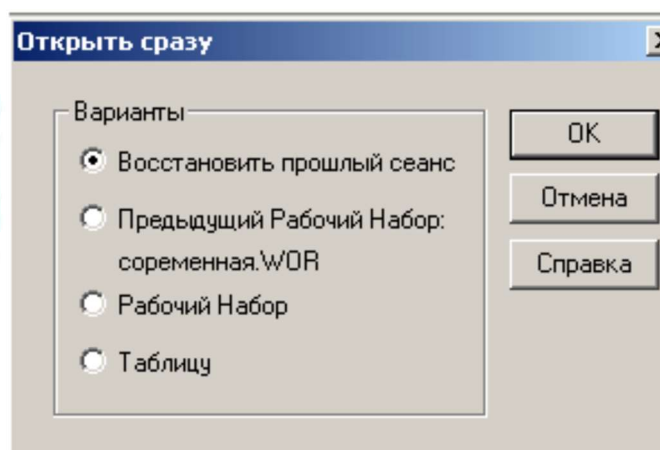 Открыть сразу
Варианты
Восстановить прошлый сеанс
Предыдущий Рабочий Набор:
соременная.WOR
Рабочий Набор
Таблицу
OK
Отмена
Справка